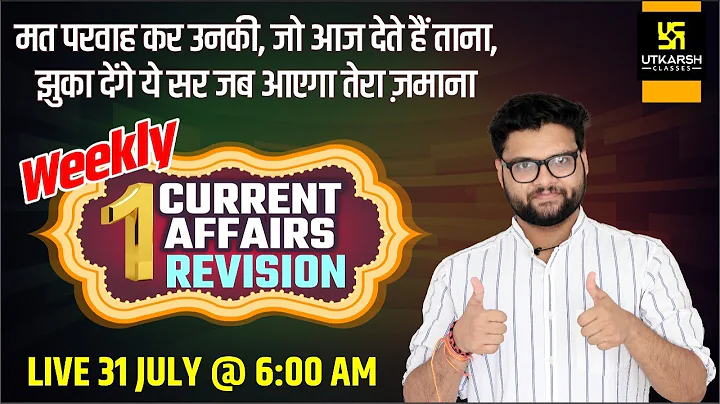 मत परवाह कर उनकी, जो आज देते हैं ताना,
झुका देंगे ये सर जब आएगा तेरा ज़माना
UTKARSH
CLASSES
Weekly
1 CURRENT
AFFAIRS
REVISION
LIVE 31 JULY @ 6:00 AM